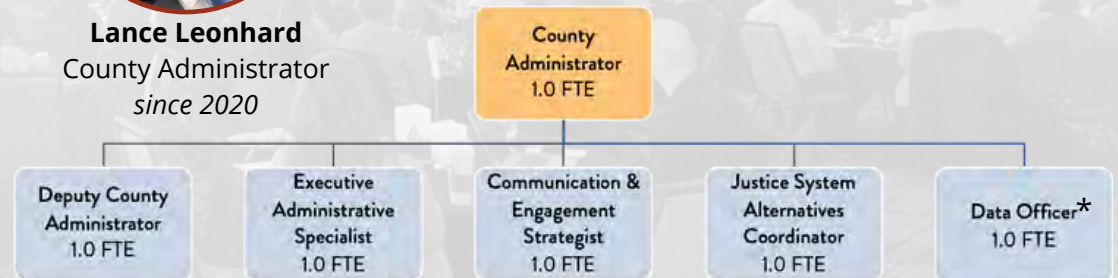 Lance Leonhard
County Administrator
since 2020
County
Administrator
1.0 FTE
Deputy County
Administrator
1.0 FTE
Executive
Administrative
Specialist
1.0 FTE
Communication &
Engagement
Strategist
1.0 FTE
Justice System
Alternatives
Coordinator
1.0 FTE
Data Officer*
1.0 FTE